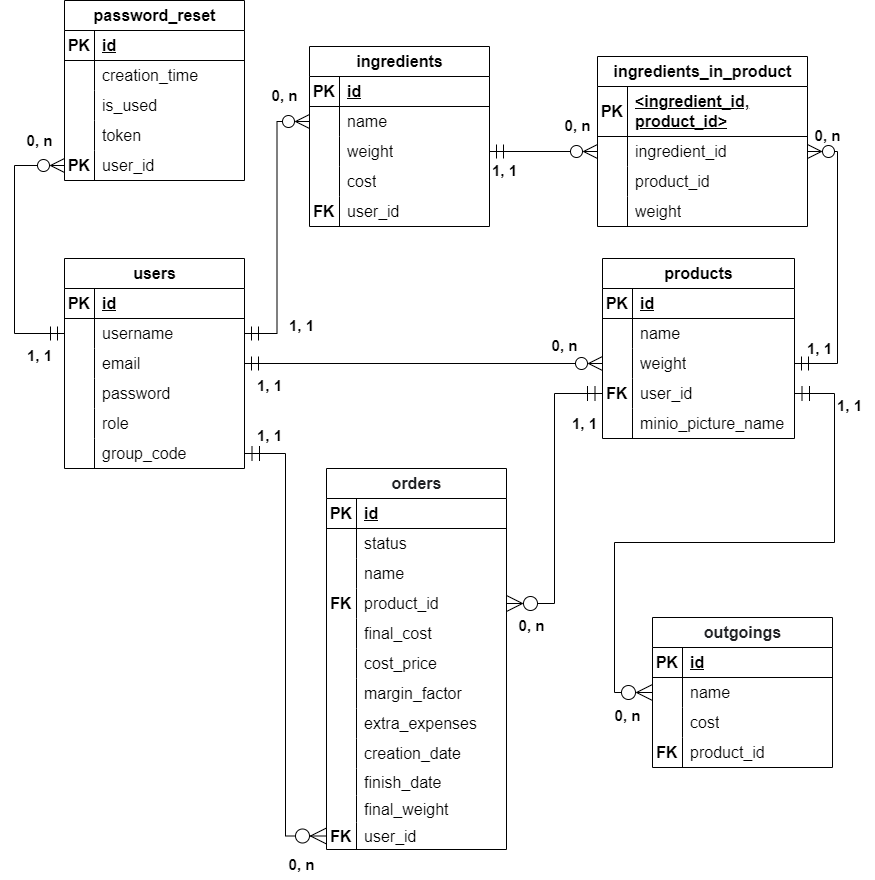 password_reset
PK id
creation_time
is_used
token
PK user_id
0, n
1, 1
ingredients
PK id
name
weight
cost
FK user_id
0, n
1, 1
1, 1
ingredients_in_product
PK <ingredient_id,
product_id>
ingredient_id
product_id
weight
0, n
0, n
users
PK id
username
email
password
role
group_code
1, 1
1, 1
products
PK id
name
weight
FK user_id
minio_picture_name
0, n
1, 1
1, 1
1, 1
orders
PK id
status
name
FK product_id
final_cost
cost_price
margin_factor
extra_expenses
creation_date
finish_date
final_weight
FK user_id
0, n
0, n
outgoings
PK id
name
cost
FK product_id
0, n